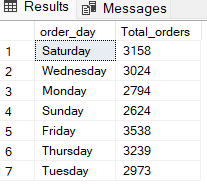 Results Messages
order_day Total_orders
1 Saturday 3158
2 Wednesday 3024
3 Monday 2794
4 Sunday 2624
5 Friday 3538
6 Thursday 3239
7 Tuesday 2973